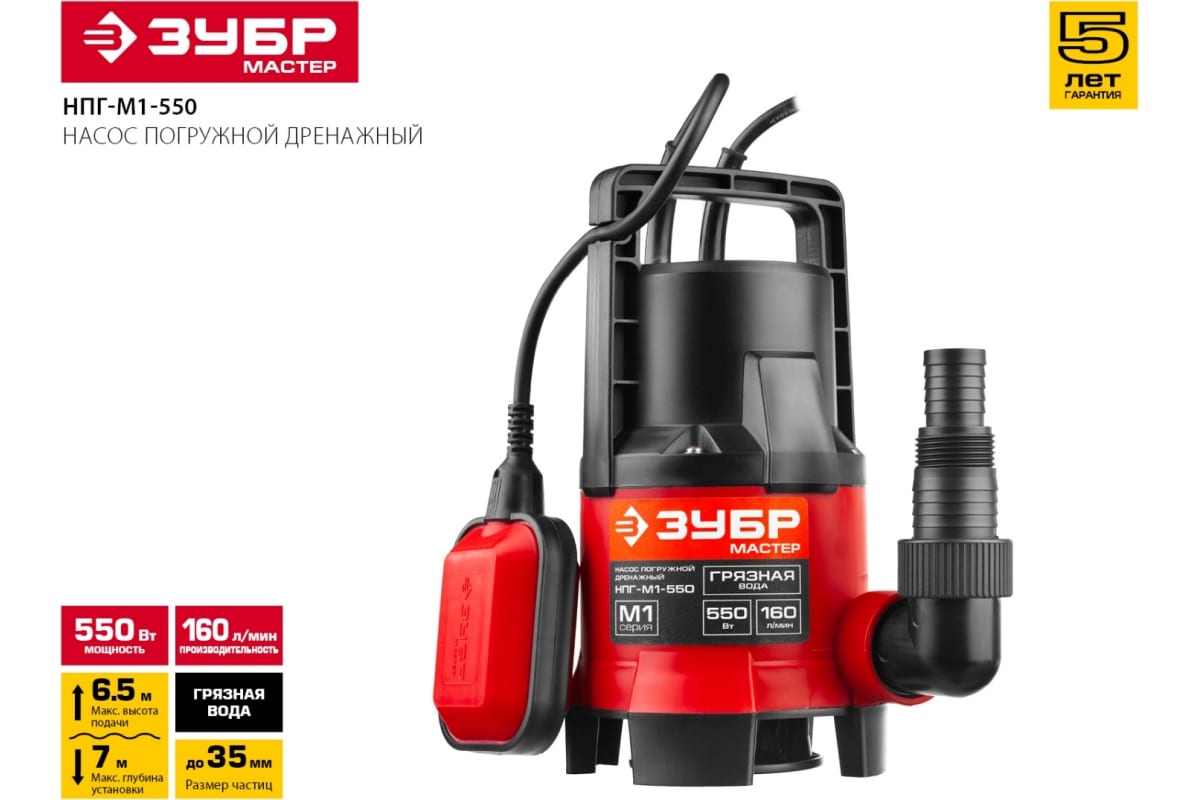 ЗУБР
МАСТЕР
НПГ-М1-550
НАСОС ПОГРУЖНОЙ ДРЕНАЖНЫЙ
5
лет
ГАРАНТИЯ
ЗУБР
МАСТЕР
НАСОС ПОГРУЖНОЙ
ДРЕНАЖНЫЙ
НПГ-М1-550
ГРЯЗНАЯ
ВОДА
М1
серия
550
Вт
160
л/мин
550 Вт
МОЩНОСТЬ
160 л/мин
ПРОИЗВОДИТЕЛЬНОСТЬ
6.5 м
Макс. высота
подачи
7 м
Макс. глубина
установки
ГРЯЗНАЯ
ВОДА
до 35 мм
Размер частиц